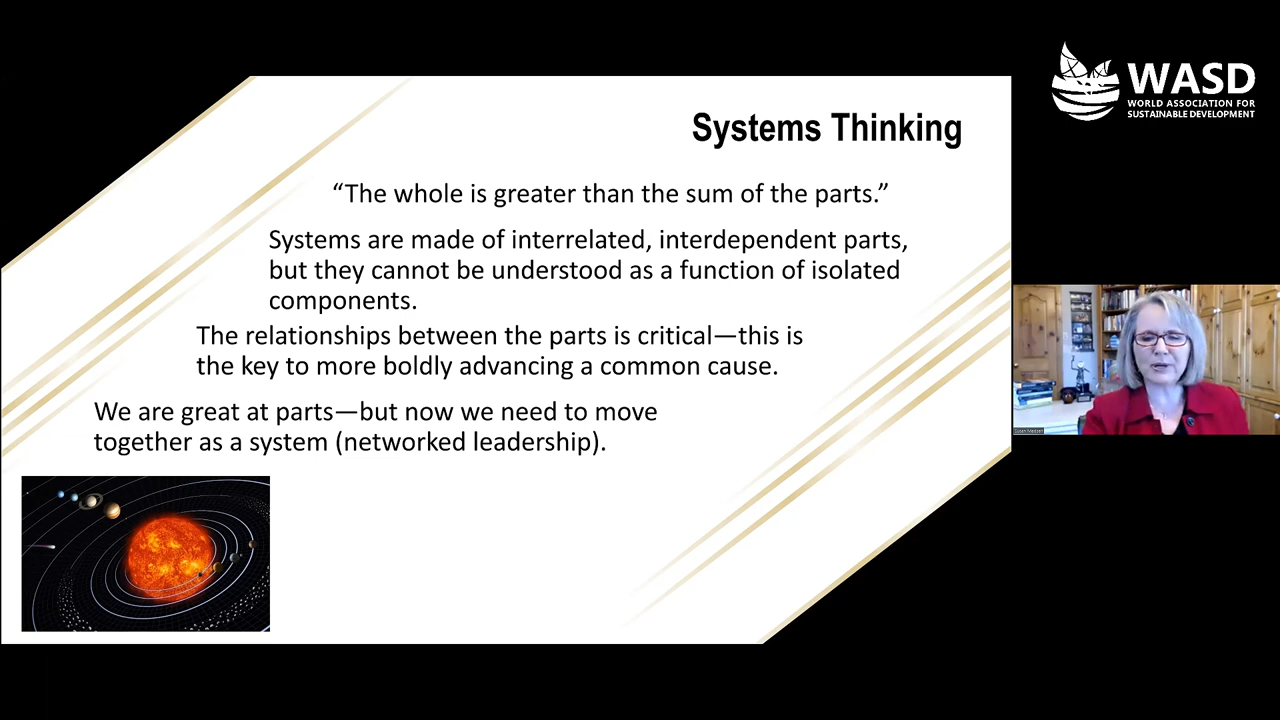 WASD
WORLD ASSOCIATION FOR
SUSTAINABLE DEVELOPMENT
Systems Thinking
“The whole is greater than the sum of the parts.”
Systems are made of interrelated, interdependent parts,
but they cannot be understood as a function of isolated
components.
The relationships between the parts is critical—this is
the key to more boldly advancing a common cause.
We are great at parts—but now we need to move
together as a system (networked leadership).